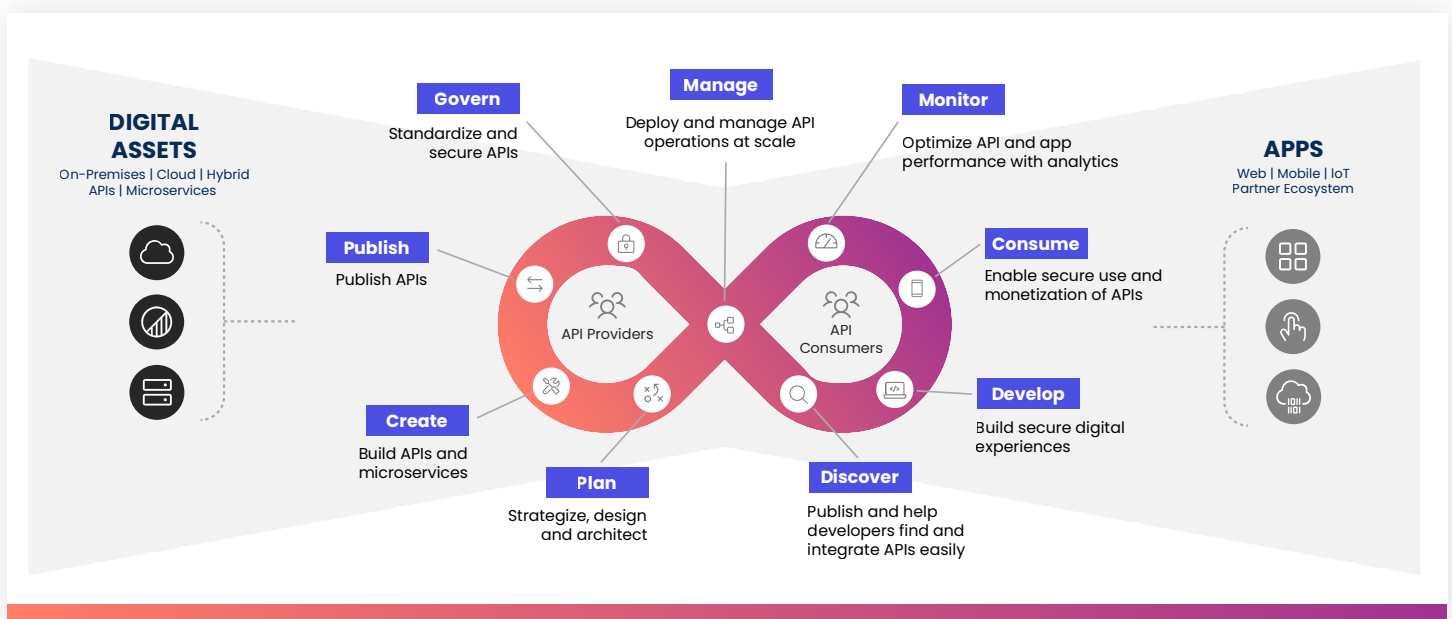 DIGITAL
ASSETS
On-Premises | Cloud | Hybrid
APIs | Microservices
Govern
Standardize and
secure APIs
Manage
Deploy and manage API
operations at scale
Monitor
Optimize API and app
performance with analytics
APPS
Web | Mobile | IoT
Partner Ecosystem
Publish
Publish APIs
Consume
Enable secure use and
monetization of APIs
API Providers
API
Consumers
Create
Build APIs and
microservices
Develop
Build secure digital
experiences
Plan
Strategize, design
and architect
Discover
Publish and help
developers find and
integrate APIs easily
1011
1101